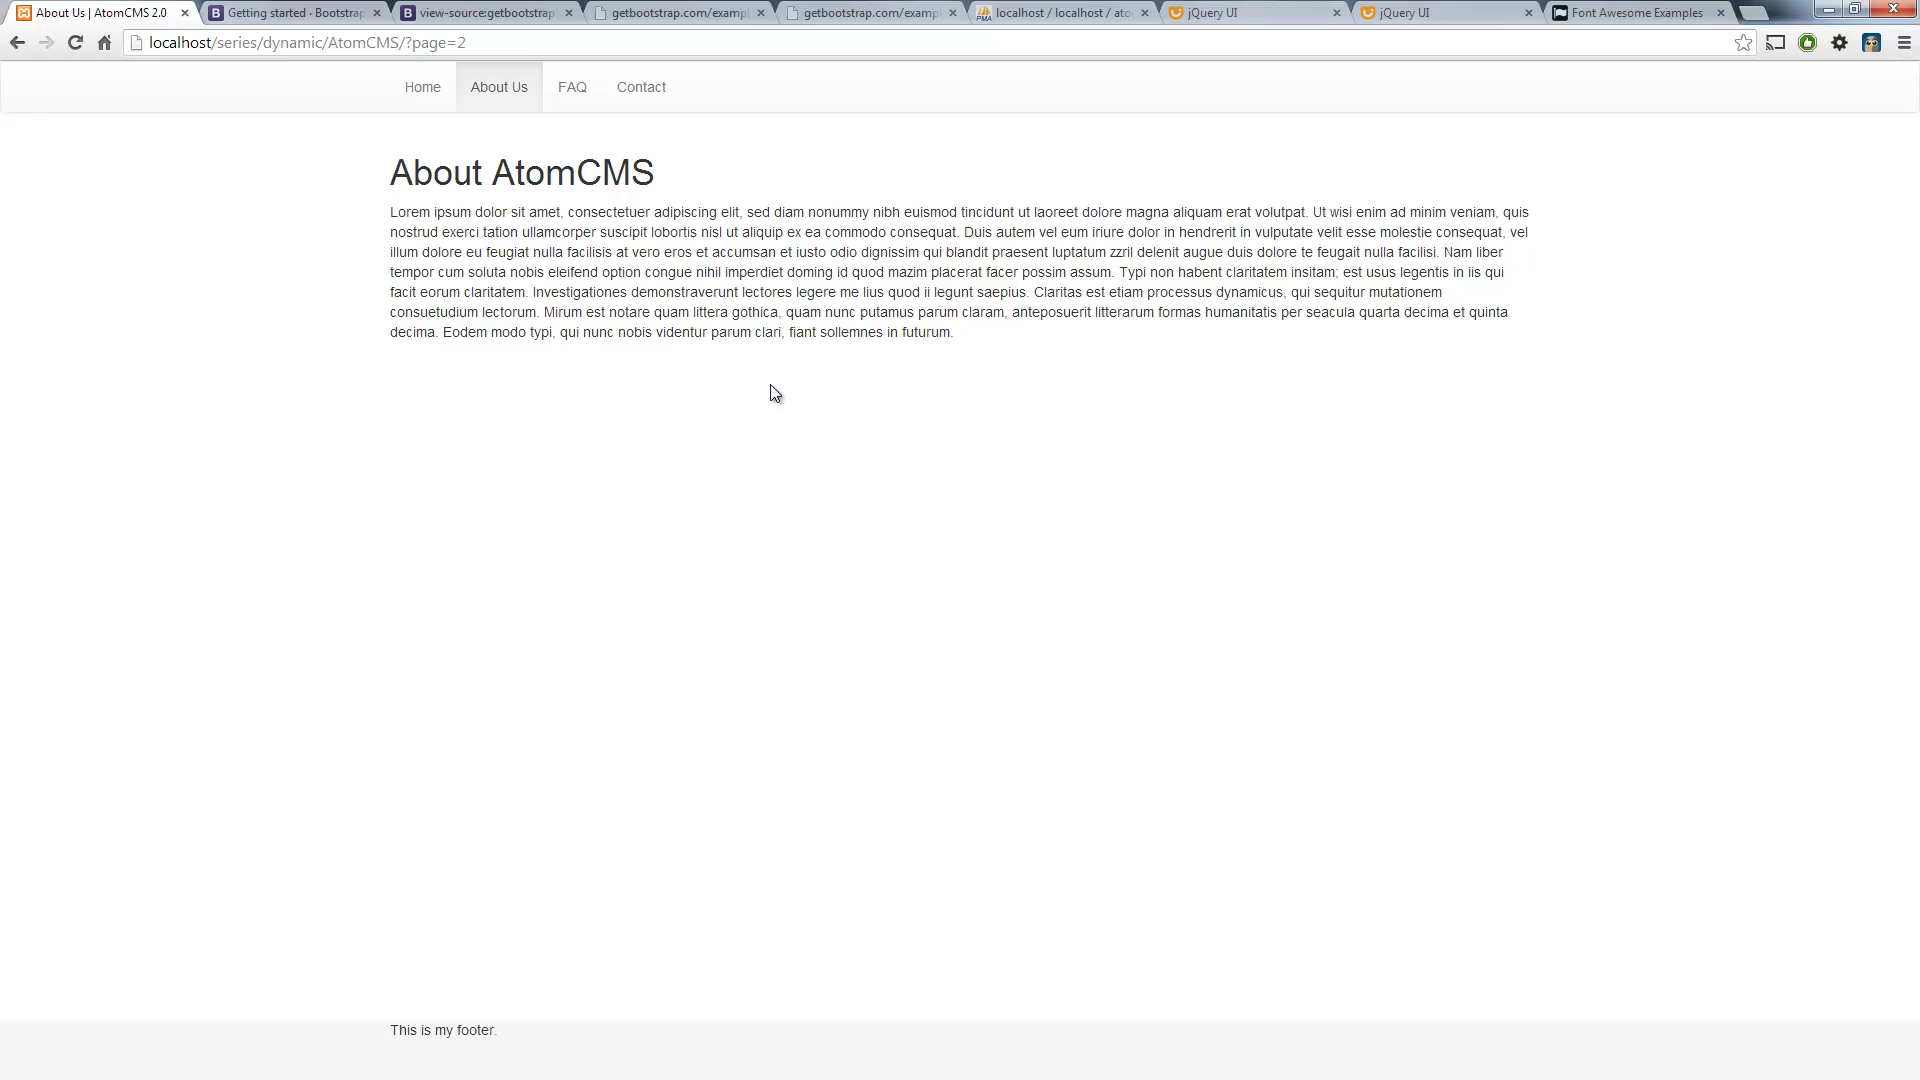 About Us | AtomCMS 2.0
Getting started · Bootstrap
view-source:getbootstrap
getbootstrap.com/exampl
getbootstrap.com/exampl
localhost / localhost / ato
jQuery UI
jQuery UI
Font Awesome Examples
localhost/series/dynamic/AtomCMS/?page=2
Home
About Us
FAQ
Contact
About AtomCMS
Lorem ipsum dolor sit amet, consectetuer adipiscing elit, sed diam nonummy nibh euismod tincidunt ut laoreet dolore magna aliquam erat volutpat. Ut wisi enim ad minim veniam, quis
nostrud exerci tation ullamcorper suscipit lobortis nisl ut aliquip ex ea commodo consequat. Duis autem vel eum iriure dolor in hendrerit in vulputate velit esse molestie consequat, vel
illum dolore eu feugiat nulla facilisis at vero eros et accumsan et iusto odio dignissim qui blandit praesent luptatum zzril delenit augue duis dolore te feugait nulla facilisi. Nam liber
tempor cum soluta nobis eleifend option congue nihil imperdiet doming id quod mazim placerat facer possim assum. Typi non habent claritatem insitam; est usus legentis in iis qui
facit eorum claritatem. Investigationes demonstraverunt lectores legere me lius quod ii legunt saepius. Claritas est etiam processus dynamicus, qui sequitur mutationem
consuetudium lectorum. Mirum est notare quam littera gothica, quam nunc putamus parum claram, anteposuerit litterarum formas humanitatis per seacula quarta decima et quinta
decima. Eodem modo typi, qui nunc nobis videntur parum clari, fiant sollemnes in futurum.
This is my footer.